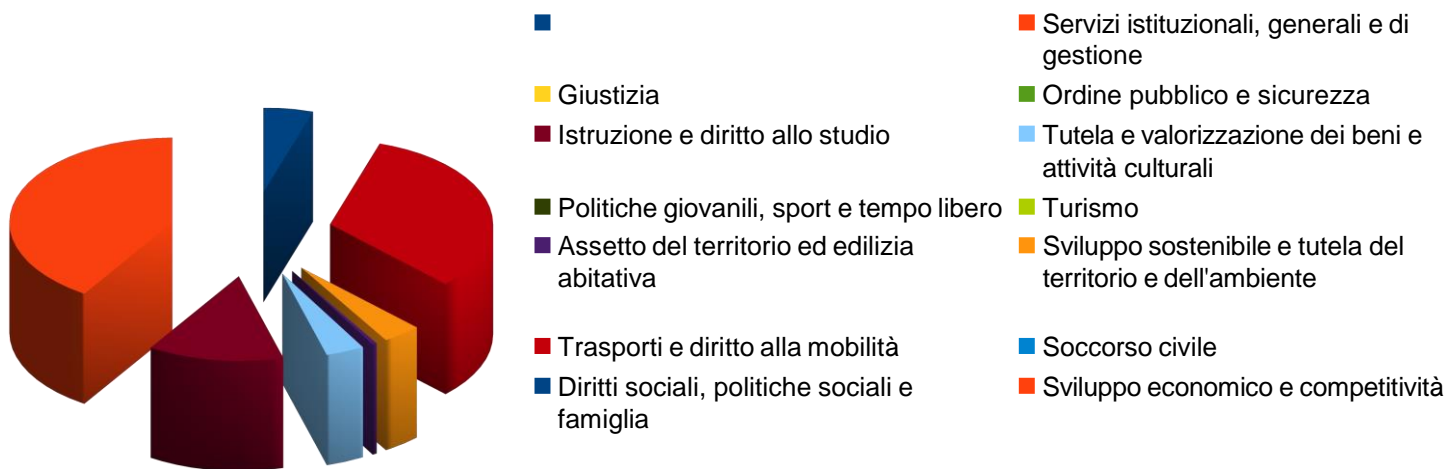 Servizi istituzionali, generali e di
gestione
Giustizia
Ordine pubblico e sicurezza
Istruzione e diritto allo studio
Tutela e valorizzazione dei beni e
attività culturali
Politiche giovanili, sport e tempo libero
Turismo
Assetto del territorio ed edilizia
abitativa
Sviluppo sostenibile e tutela del
territorio e dell'ambiente
Trasporti e diritto alla mobilità
Soccorso civile
Diritti sociali, politiche sociali e
famiglia
Sviluppo economico e competitività